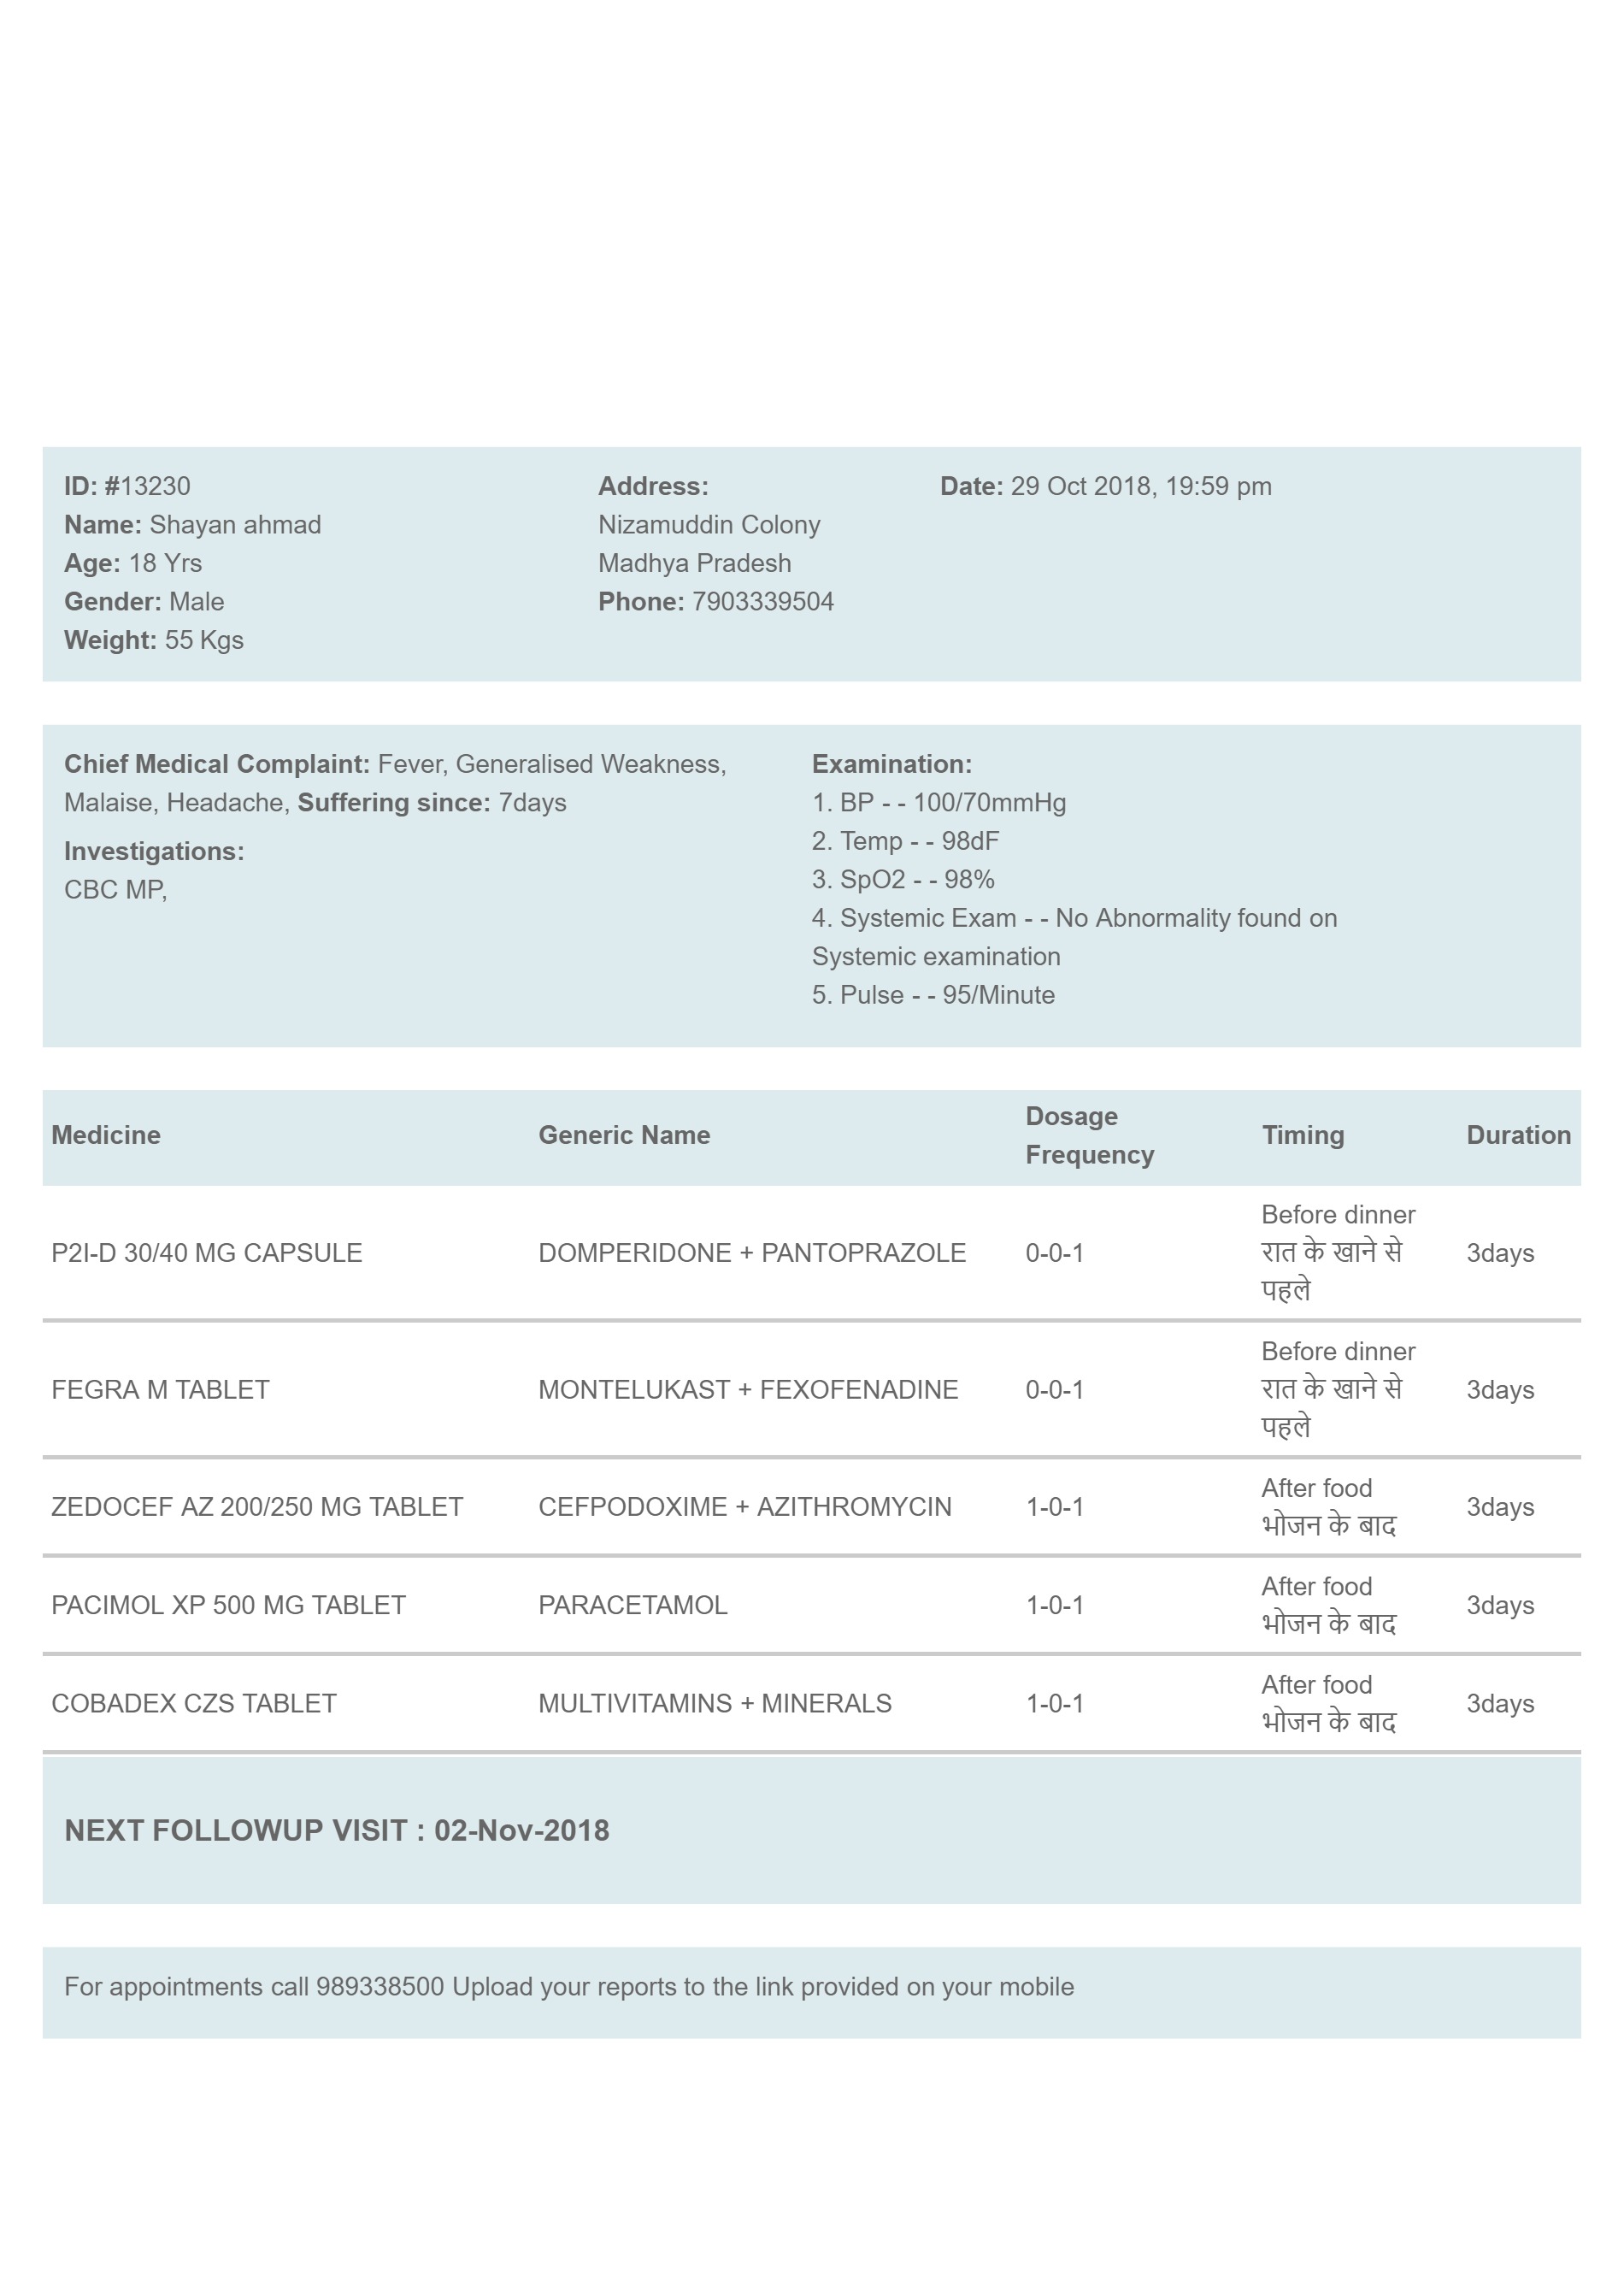 ID: #13230
Name: Shayan ahmad
Age: 18 Yrs
Gender: Male
Weight: 55 Kgs
Address:
Nizamuddin Colony
Madhya Pradesh
Phone: 7903339504
Date: 29 Oct 2018, 19:59 pm
Chief Medical Complaint: Fever, Generalised Weakness,
Malaise, Headache, Suffering since: 7days
Investigations:
CBC MP,
Examination:
1. BP - - 100/70mmHg
2. Temp - - 98dF
3. SpO2 - - 98%
4. Systemic Exam - - No Abnormality found on
Systemic examination
5. Pulse - - 95/Minute
Medicine Generic Name Dosage Frequency Timing Duration
P2I-D 30/40 MG CAPSULE DOMPERIDONE + PANTOPRAZOLE 0-0-1 Before dinner रात के खाने से पहले 3days
FEGRA M TABLET MONTELUKAST + FEXOFENADINE 0-0-1 Before dinner रात के खाने से पहले 3days
ZEDOCEF AZ 200/250 MG TABLET CEFPODOXIME + AZITHROMYCIN 1-0-1 After food भोजन के बाद 3days
PACIMOL XP 500 MG TABLET PARACETAMOL 1-0-1 After food भोजन के बाद 3days
COBADEX CZS TABLET MULTIVITAMINS + MINERALS 1-0-1 After food भोजन के बाद 3days
NEXT FOLLOWUP VISIT : 02-Nov-2018
For appointments call 989338500 Upload your reports to the link provided on your mobile